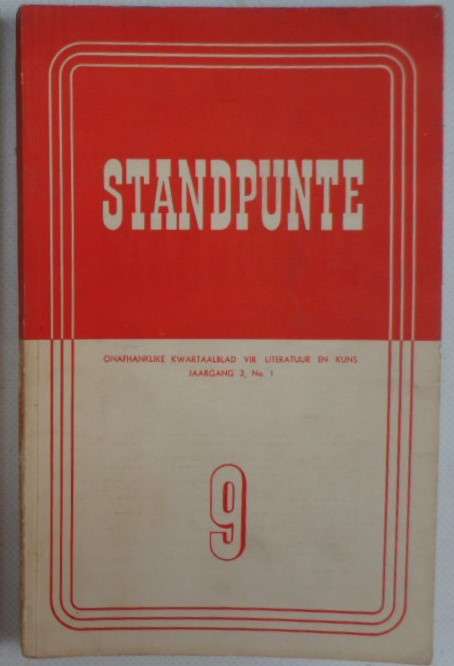 STANDPUNTE
ONAFHANKLIKE KWARTAALBLAD VIR LITERATUUR EN KUNS
JAARGANG 3, No. 1
9